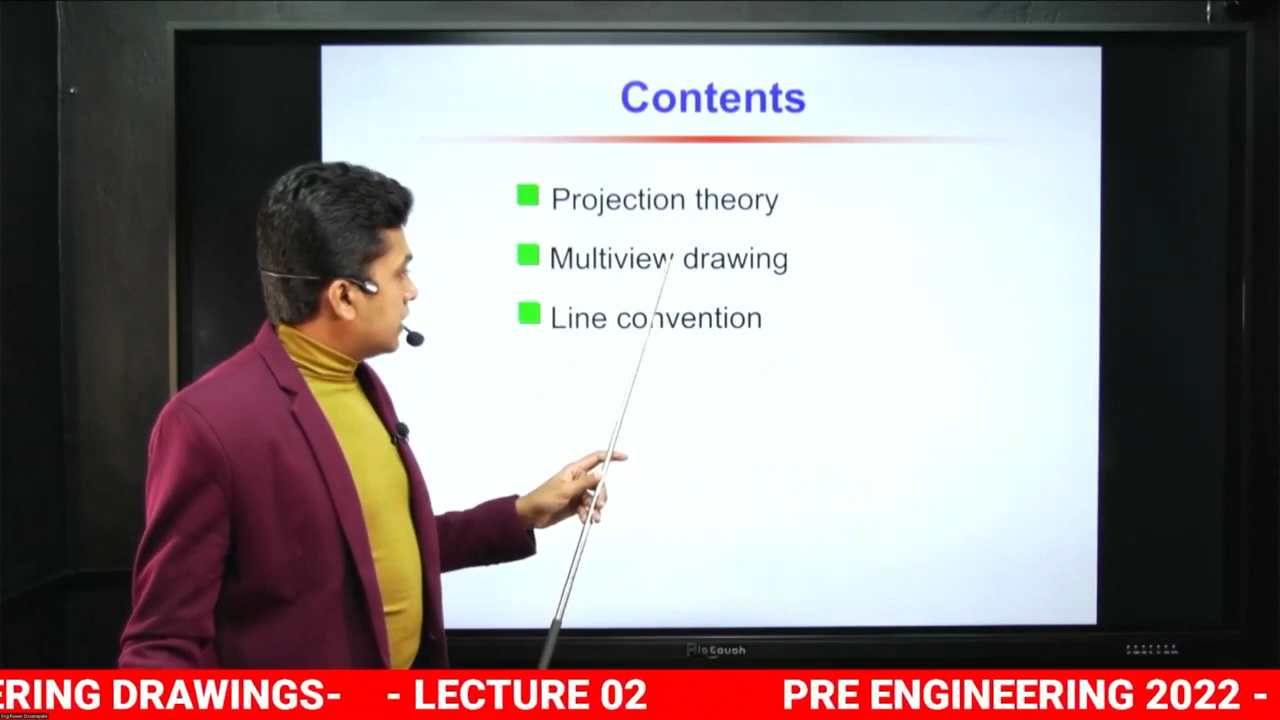 Contents
Projection theory
Multiview drawing
Line convention
ERING DRAWINGS- - LECTURE 02 PRE ENGINEERING 2022 -